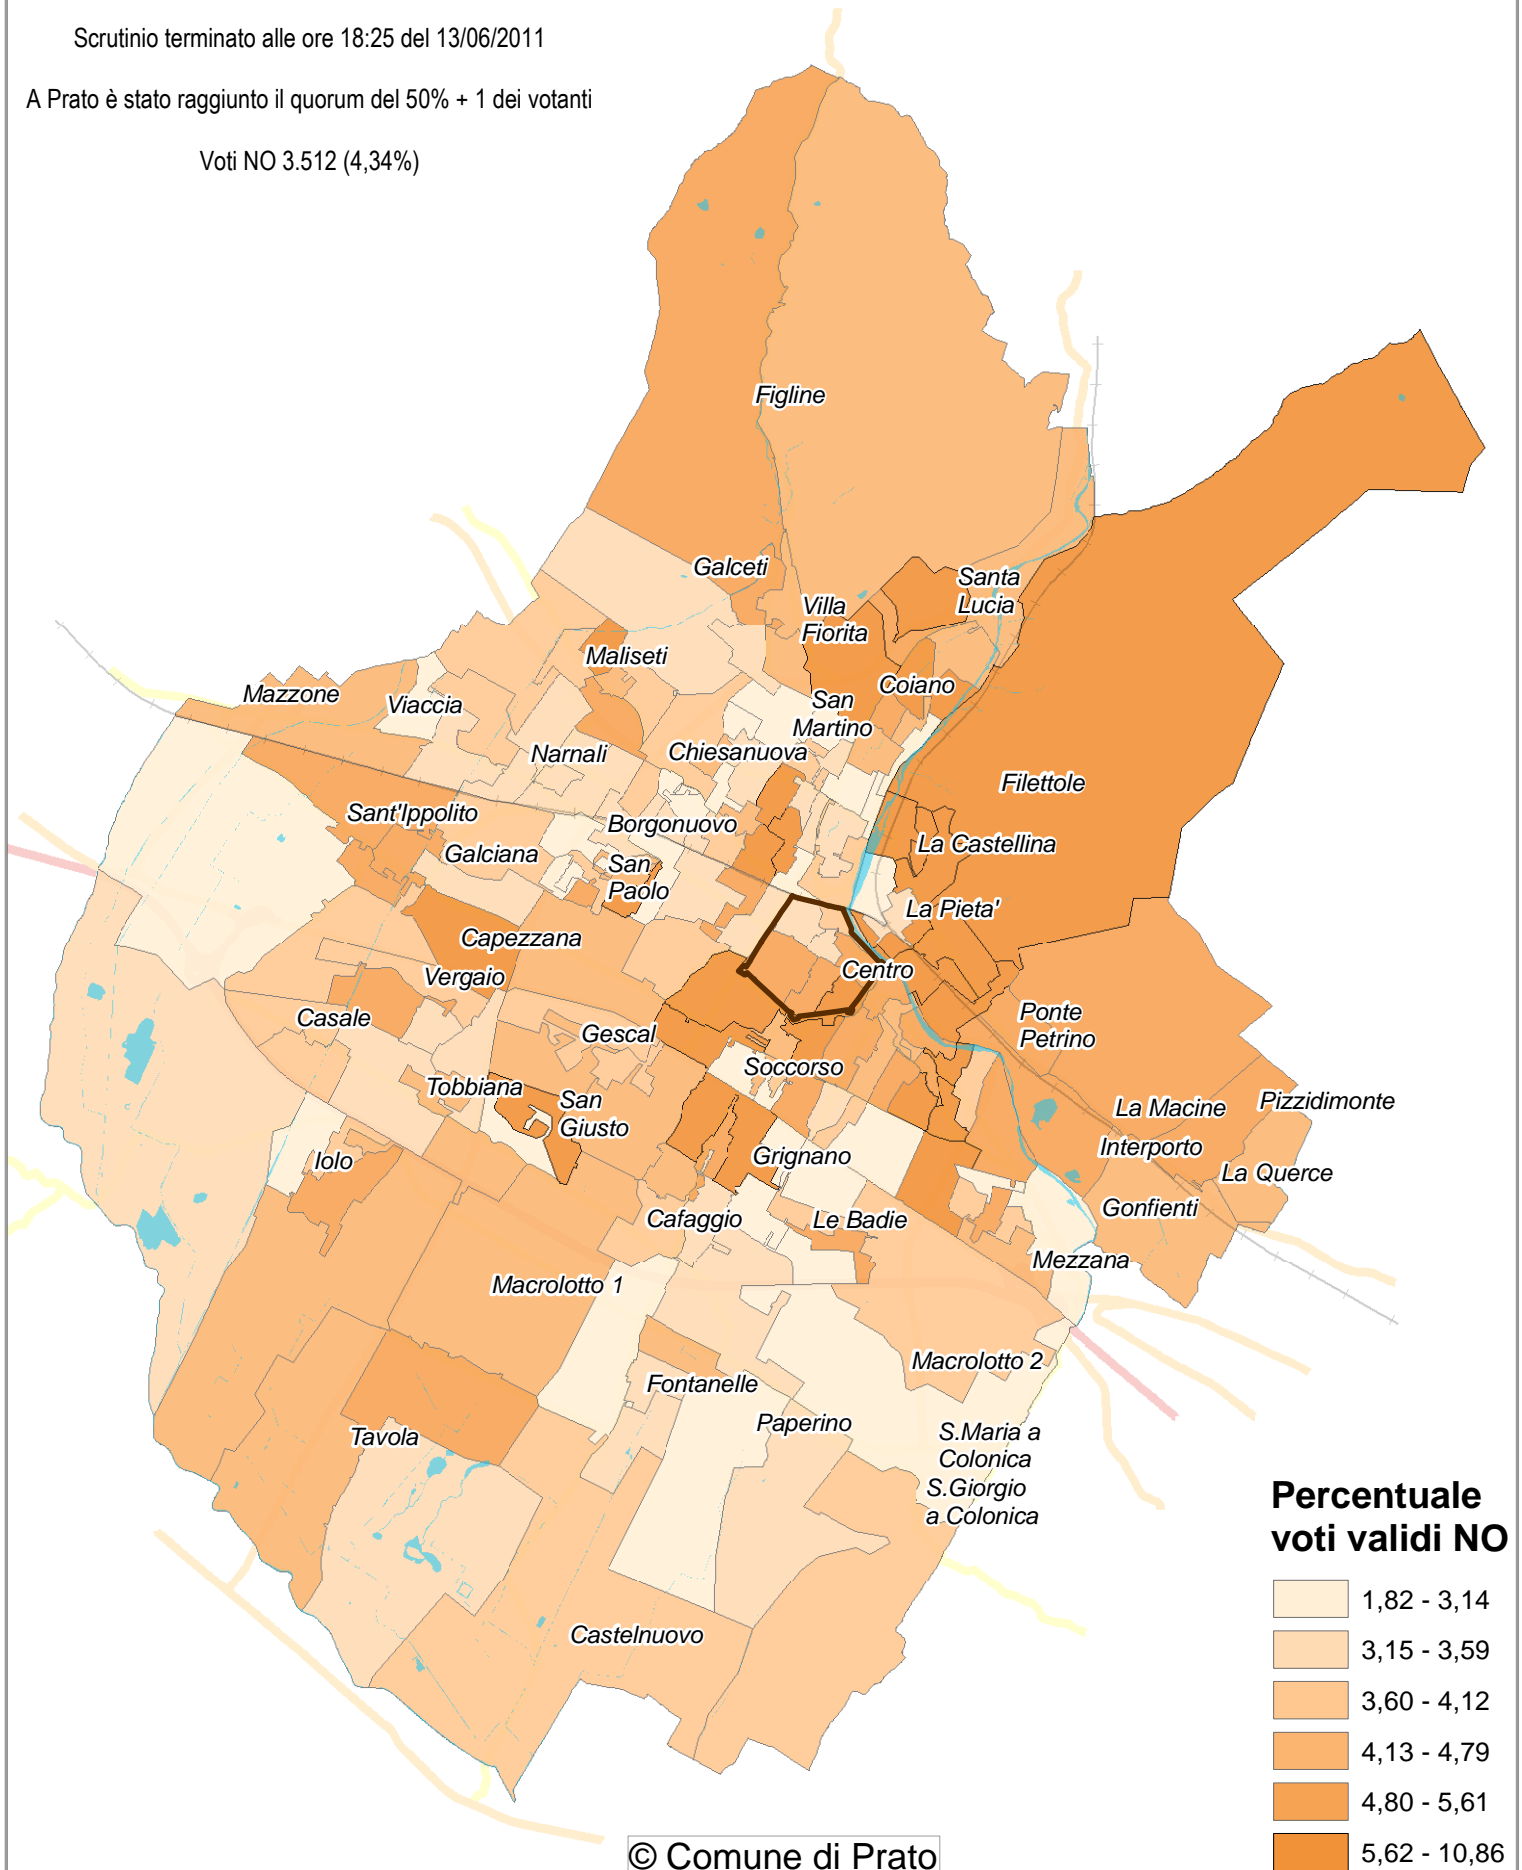 Scrutinio terminato alle ore 18:25 del 13/06/2011
A Prato è stato raggiunto il quorum del 50% + 1 dei votanti
Voti NO 3.512 (4,34%)
Figline
Galceti
Santa
Lucia
Villa
Fiorita
Maliseti
Coiano
Mazzone
Viaccia
San
Martino
Narnali
Chiesanuova
Filettole
Sant'Ippolito
Borgonuovo
Galciana
La Castellina
San
Paolo
La Pieta'
Capezzana
Vergaio
Centro
Casale
Gescal
Ponte
Petrino
Soccorso
Tobbiana
San
Giusto
La Macine
Pizzidimonte
Interporto
Iolo
Grignano
La Querce
Cafaggio
Le Badie
Gonfienti
Mezzana
Macrolotto 1
Macrolotto 2
Fontanelle
Paperino
Tavola
S.Maria a
Colonica
S.Giorgio
a Colonica
Castelnuovo
Percentuale
voti validi NO
1,82 - 3,14
3,15 - 3,59
3,60 - 4,12
4,13 - 4,79
4,80 - 5,61
5,62 - 10,86
© Comune di Prato